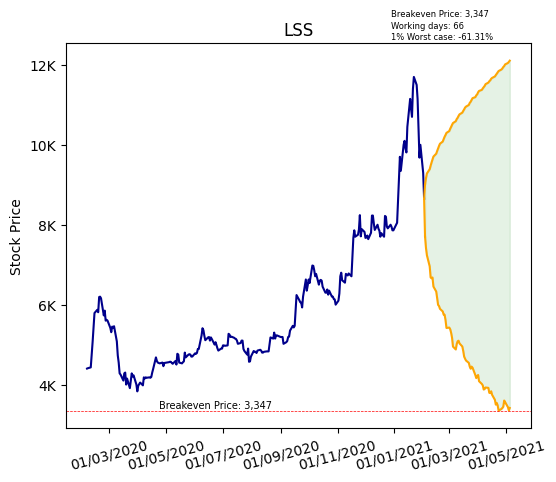 Breakeven Price: 3,347
Working days: 66
1% Worst case: -61.31%
LSS
Stock Price
12K
10K
8K
6K
4K
Breakeven Price: 3,347
01/03/2020
01/05/2020
01/07/2020
01/09/2020
01/11/2020
01/01/2021
01/03/2021
01/05/2021